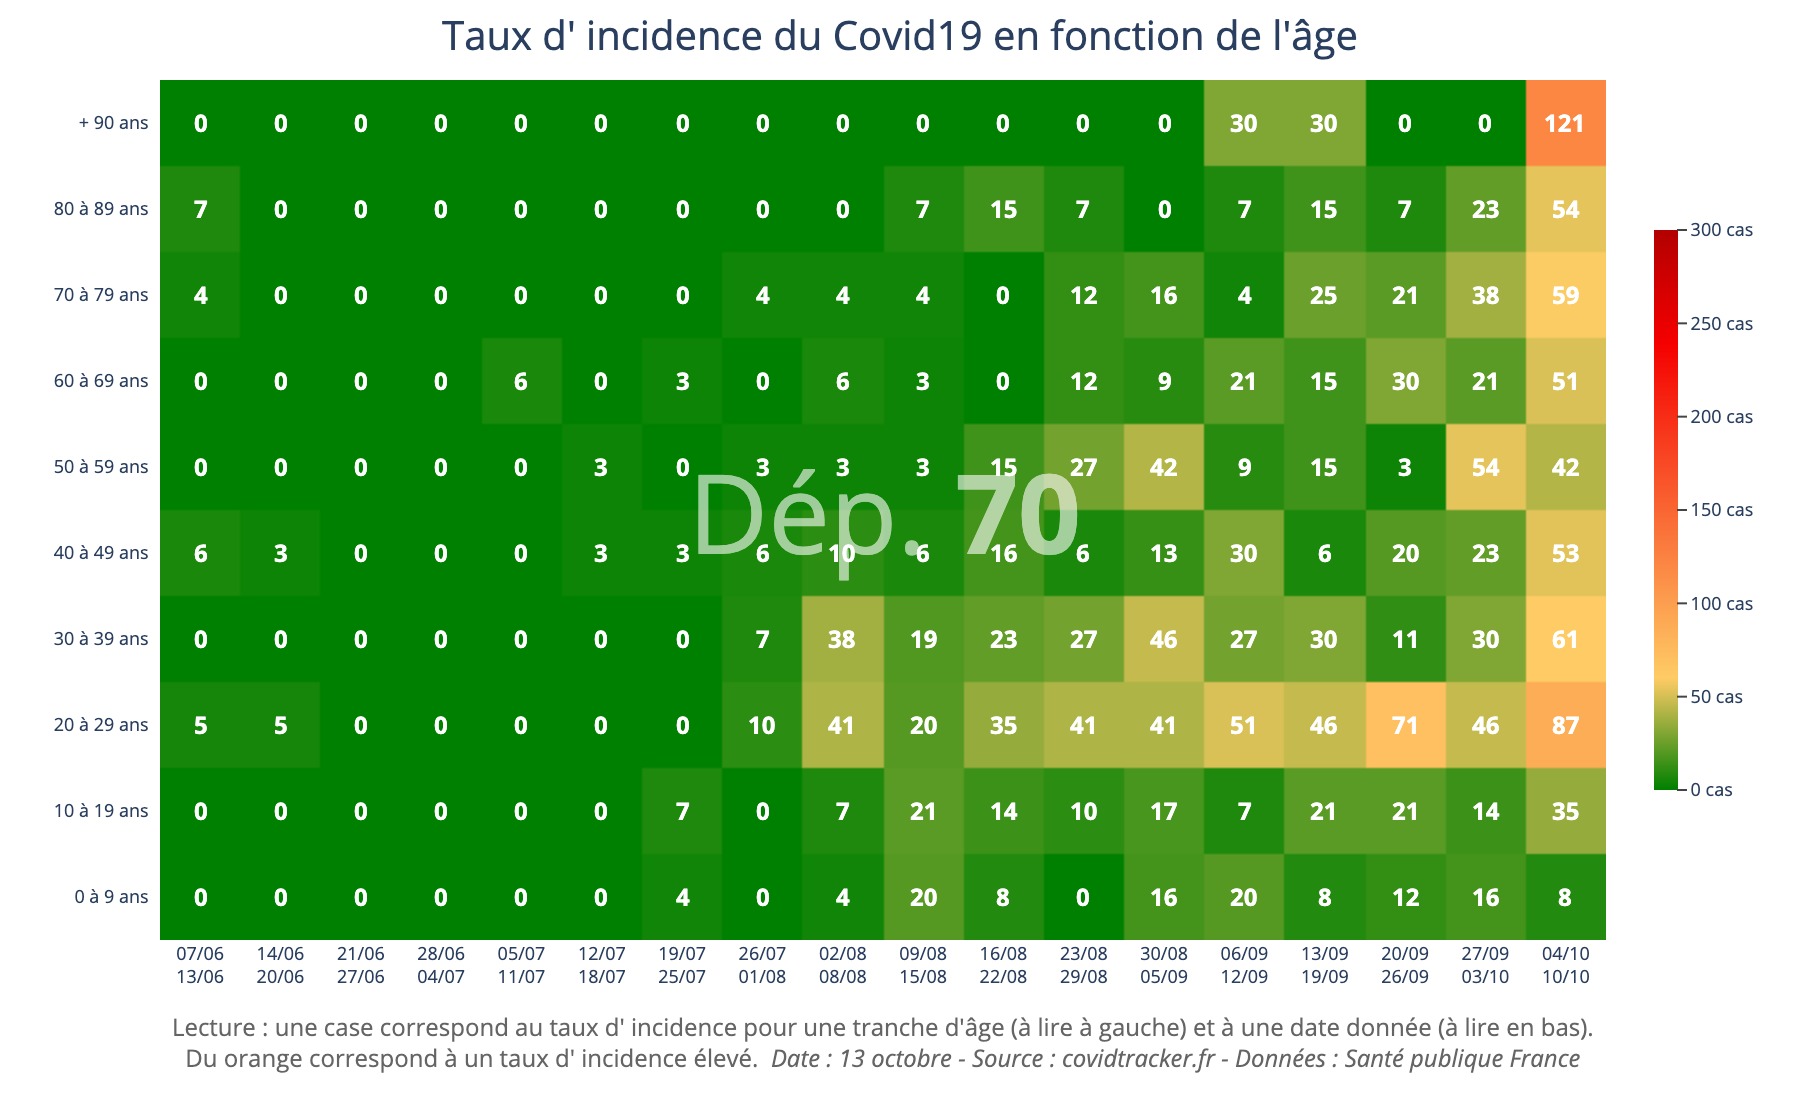 Taux d' incidence du Covid19 en fonction de l'âge
+ 90 ans 0 0 0 0 0 0 0 0 0 0 0 0 0 30 30 0 0 121
80 à 89 ans 7 0 0 0 0 0 0 0 0 7 15 7 0 7 15 7 23 54
70 à 79 ans 4 0 0 0 0 0 0 4 4 4 0 12 16 4 25 21 38 59
60 à 69 ans 0 0 0 0 6 0 3 0 6 3 0 12 9 21 15 30 21 51
50 à 59 ans 0 0 0 0 0 3 0 3 3 3 15 27 42 9 15 3 54 42
Dép. 70
40 à 49 ans 6 3 0 0 0 3 3 6 10 6 16 6 13 30 6 20 23 53
30 à 39 ans 0 0 0 0 0 0 0 7 38 19 23 27 46 27 30 11 30 61
20 à 29 ans 5 5 0 0 0 0 0 10 41 20 35 41 41 51 46 71 46 87
10 à 19 ans 0 0 0 0 0 0 7 0 7 21 14 10 17 7 21 21 14 35
0 à 9 ans 0 0 0 0 0 0 4 0 4 20 8 0 16 20 8 12 16 8
07/06 14/06 21/06 28/06 05/07 12/07 19/07 26/07 02/08 09/08 16/08 23/08 30/08 06/09 13/09 20/09 27/09 04/10
13/06 20/06 27/06 04/07 11/07 18/07 25/07 01/08 08/08 15/08 22/08 29/08 05/09 12/09 19/09 26/09 03/10 10/10
300 cas
250 cas
200 cas
150 cas
100 cas
50 cas
0 cas
Lecture : une case correspond au taux d' incidence pour une tranche d'âge (à lire à gauche) et à une date donnée (à lire en bas).
Du orange correspond à un taux d' incidence élevé. Date : 13 octobre - Source : covidtracker.fr - Données : Santé publique France